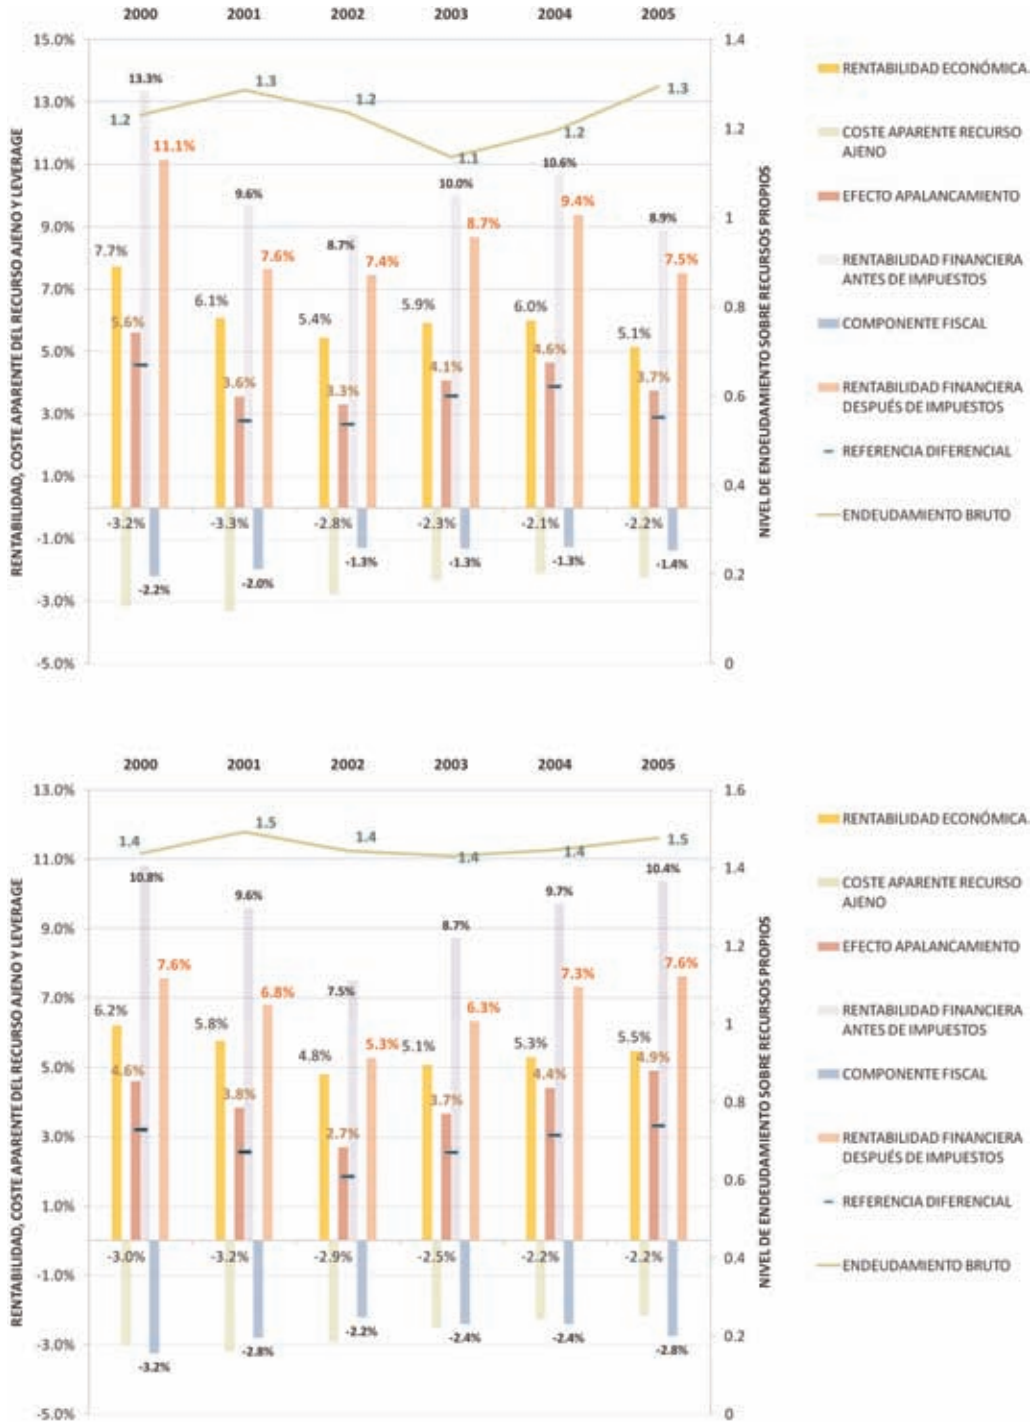 2000 2001 2002 2003 2004 2005
15.0% 1.4
13.0%
11.0%
9.0%
7.0%
5.0%
3.0%
1.0%
-1.0%
-3.0%
-5.0%
1.2
1
0.8
0.6
0.4
0.2
0
RENTABILIDAD, COSTE APARENTE DEL RECURSO AJENO Y LEVERAGE
NIVEL DE ENDEUDAMIENTO SOBRE RECURSOS PROPIOS
1.2 1.3 1.2 1.1 1.2 1.3
13.3% 9.6% 8.7% 10.0% 10.6% 8.9%
11.1% 7.6% 7.4% 8.7% 9.4% 7.5%
7.7% 6.1% 5.4% 5.9% 6.0% 5.1%
5.6% 3.6% 3.3% 4.1% 4.6% 3.7%
-3.2% -3.3% -2.8% -2.3% -2.1% -2.2%
-2.2% -2.0% -1.3% -1.3% -1.3% -1.4%
RENTABILIDAD ECONÓMICA.
COSTE APARENTE RECURSO
AJENO
EFECTO APALANCAMIENTO
RENTABILIDAD FINANCIERA
ANTES DE IMPUESTOS
COMPONENTE FISCAL
RENTABILIDAD FINANCIERA
DESPUÉS DE IMPUESTOS
REFERENCIA DIFERENCIAL
ENDEUDAMIENTO BRUTO
2000 2001 2002 2003 2004 2005
13.0% 1.6
11.0%
9.0%
7.0%
5.0%
3.0%
1.0%
-1.0%
-3.0%
-5.0%
1.4
1.2
1
0.8
0.6
0.4
0.2
0
RENTABILIDAD, COSTE APARENTE DEL RECURSO AJENO Y LEVERAGE
NIVEL DE ENDEUDAMIENTO SOBRE RECURSOS PROPIOS
1.4 1.5 1.4 1.4 1.4 1.5
10.8% 9.6% 7.5% 8.7% 9.7% 10.4%
7.6% 6.8% 5.3% 6.3% 7.3% 7.6%
6.2% 5.8% 4.8% 5.1% 5.3% 5.5%
4.6% 3.8% 2.7% 3.7% 4.4% 4.9%
-3.0% -3.2% -2.9% -2.5% -2.2% -2.2%
-3.2% -2.8% -2.2% -2.4% -2.4% -2.8%
RENTABILIDAD ECONÓMICA.
COSTE APARENTE RECURSO
AJENO
EFECTO APALANCAMIENTO
RENTABILIDAD FINANCIERA
ANTES DE IMPUESTOS
COMPONENTE FISCAL
RENTABILIDAD FINANCIERA
DESPUÉS DE IMPUESTOS
REFERENCIA DIFERENCIAL
ENDEUDAMIENTO BRUTO